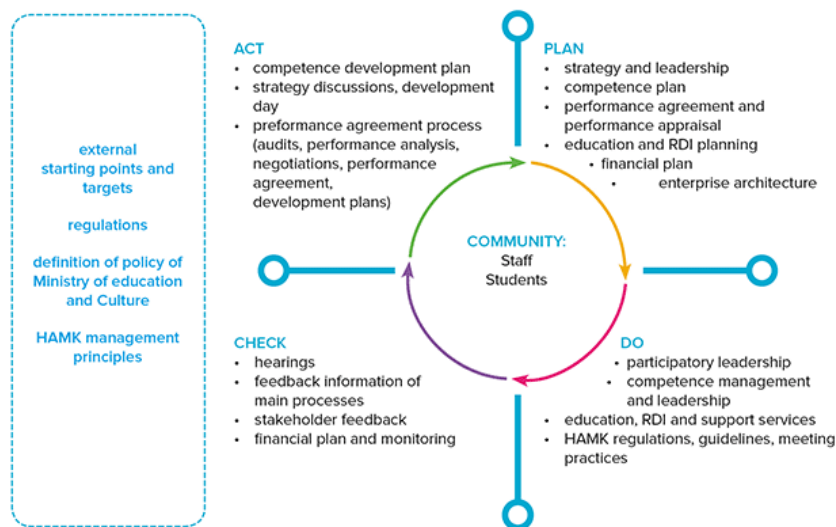 external
starting points and
targets
regulations
definition of policy of
Ministry of education
and Culture
HAMK management
principles
ACT
• competence development plan
• strategy discussions, development
day
• preformance agreement process
(audits, performance analysis,
negotiations, performance
agreement,
development plans)
PLAN
• strategy and leadership
• competence plan
• performance agreement and
performance appraisal
• education and RDI planning
• financial plan
• enterprise architecture
COMMUNITY:
Staff
Students
CHECK
• hearings
• feedback information of
main processes
• stakeholder feedback
• financial plan and monitoring
DO
• participatory leadership
• competence management
and leadership
• education, RDI and support services
• HAMK regulations, guidelines, meeting
practices